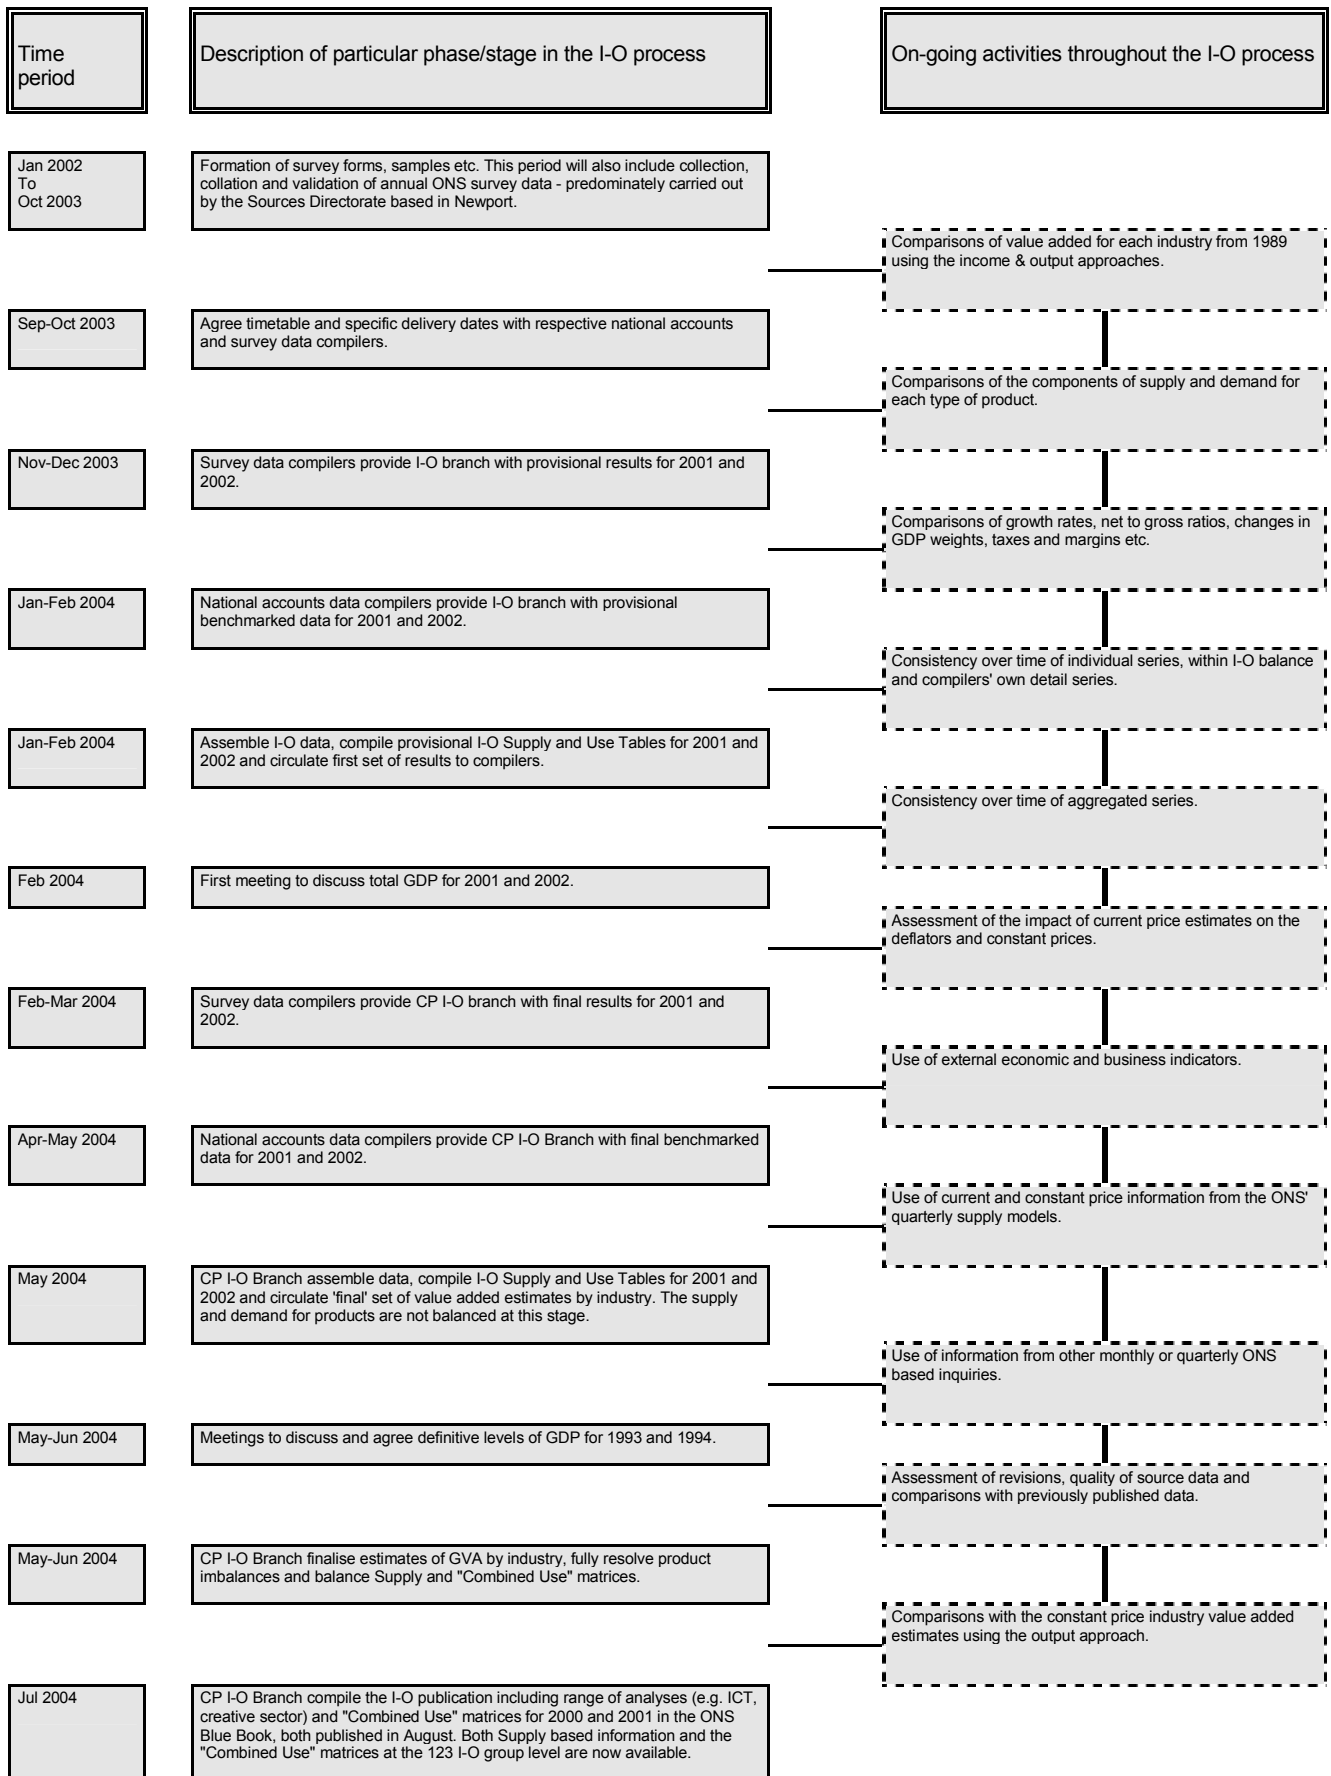 Time
period
Description of particular phase/stage in the I-O process
On-going activities throughout the I-O process
Jan 2002
To
Oct 2003
Formation of survey forms, samples etc. This period will also include collection,
collation and validation of annual ONS survey data - predominately carried out
by the Sources Directorate based in Newport.
Comparisons of value added for each industry from 1989
using the income & output approaches.
Sep-Oct 2003
Agree timetable and specific delivery dates with respective national accounts
and survey data compilers.
Comparisons of the components of supply and demand for
each type of product.
Nov-Dec 2003
Survey data compilers provide I-O branch with provisional results for 2001 and
2002.
Comparisons of growth rates, net to gross ratios, changes in
GDP weights, taxes and margins etc.
Jan-Feb 2004
National accounts data compilers provide I-O branch with provisional
benchmarked data for 2001 and 2002.
Consistency over time of individual series, within I-O balance
and compilers' own detail series.
Jan-Feb 2004
Assemble I-O data, compile provisional I-O Supply and Use Tables for 2001 and
2002 and circulate first set of results to compilers.
Consistency over time of aggregated series.
Feb 2004
First meeting to discuss total GDP for 2001 and 2002.
Assessment of the impact of current price estimates on the
deflators and constant prices.
Feb-Mar 2004
Survey data compilers provide CP I-O branch with final results for 2001 and
2002.
Use of external economic and business indicators.
Apr-May 2004
National accounts data compilers provide CP I-O Branch with final benchmarked
data for 2001 and 2002.
Use of current and constant price information from the ONS'
quarterly supply models.
May 2004
CP I-O Branch assemble data, compile I-O Supply and Use Tables for 2001 and
2002 and circulate 'final' set of value added estimates by industry. The supply
and demand for products are not balanced at this stage.
Use of information from other monthly or quarterly ONS
based inquiries.
May-Jun 2004
Meetings to discuss and agree definitive levels of GDP for 1993 and 1994.
Assessment of revisions, quality of source data and
comparisons with previously published data.
May-Jun 2004
CP I-O Branch finalise estimates of GVA by industry, fully resolve product
imbalances and balance Supply and "Combined Use" matrices.
Comparisons with the constant price industry value added
estimates using the output approach.
Jul 2004
CP I-O Branch compile the I-O publication including range of analyses (e.g. ICT,
creative sector) and "Combined Use" matrices for 2000 and 2001 in the ONS
Blue Book, both published in August. Both Supply based information and the
"Combined Use" matrices at the 123 I-O group level are now available.